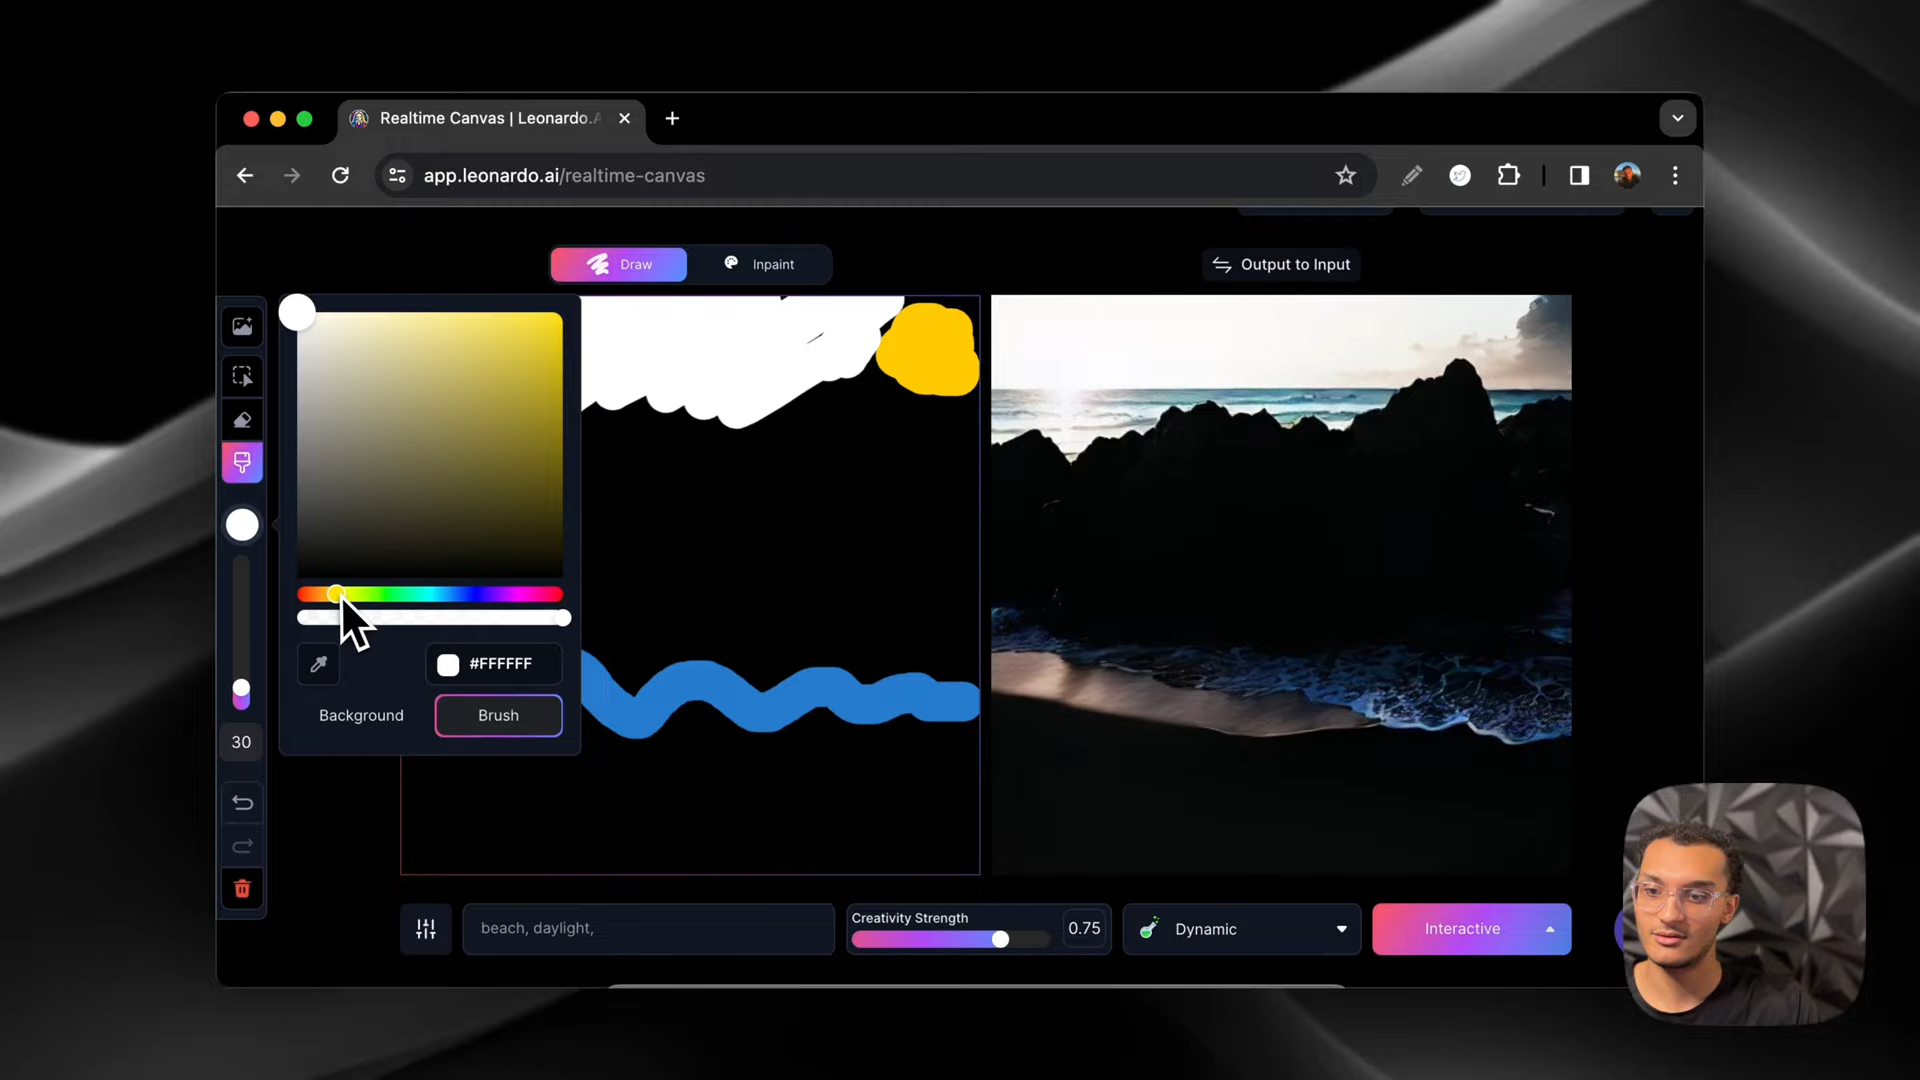 Realtime Canvas | Leonardo.A
app.leonardo.ai/realtime-canvas
Draw
Inpaint
Output to Input
#FFFFFF
Background
Brush
30
beach, daylight,
Creativity Strength
0.75
Dynamic
Interactive